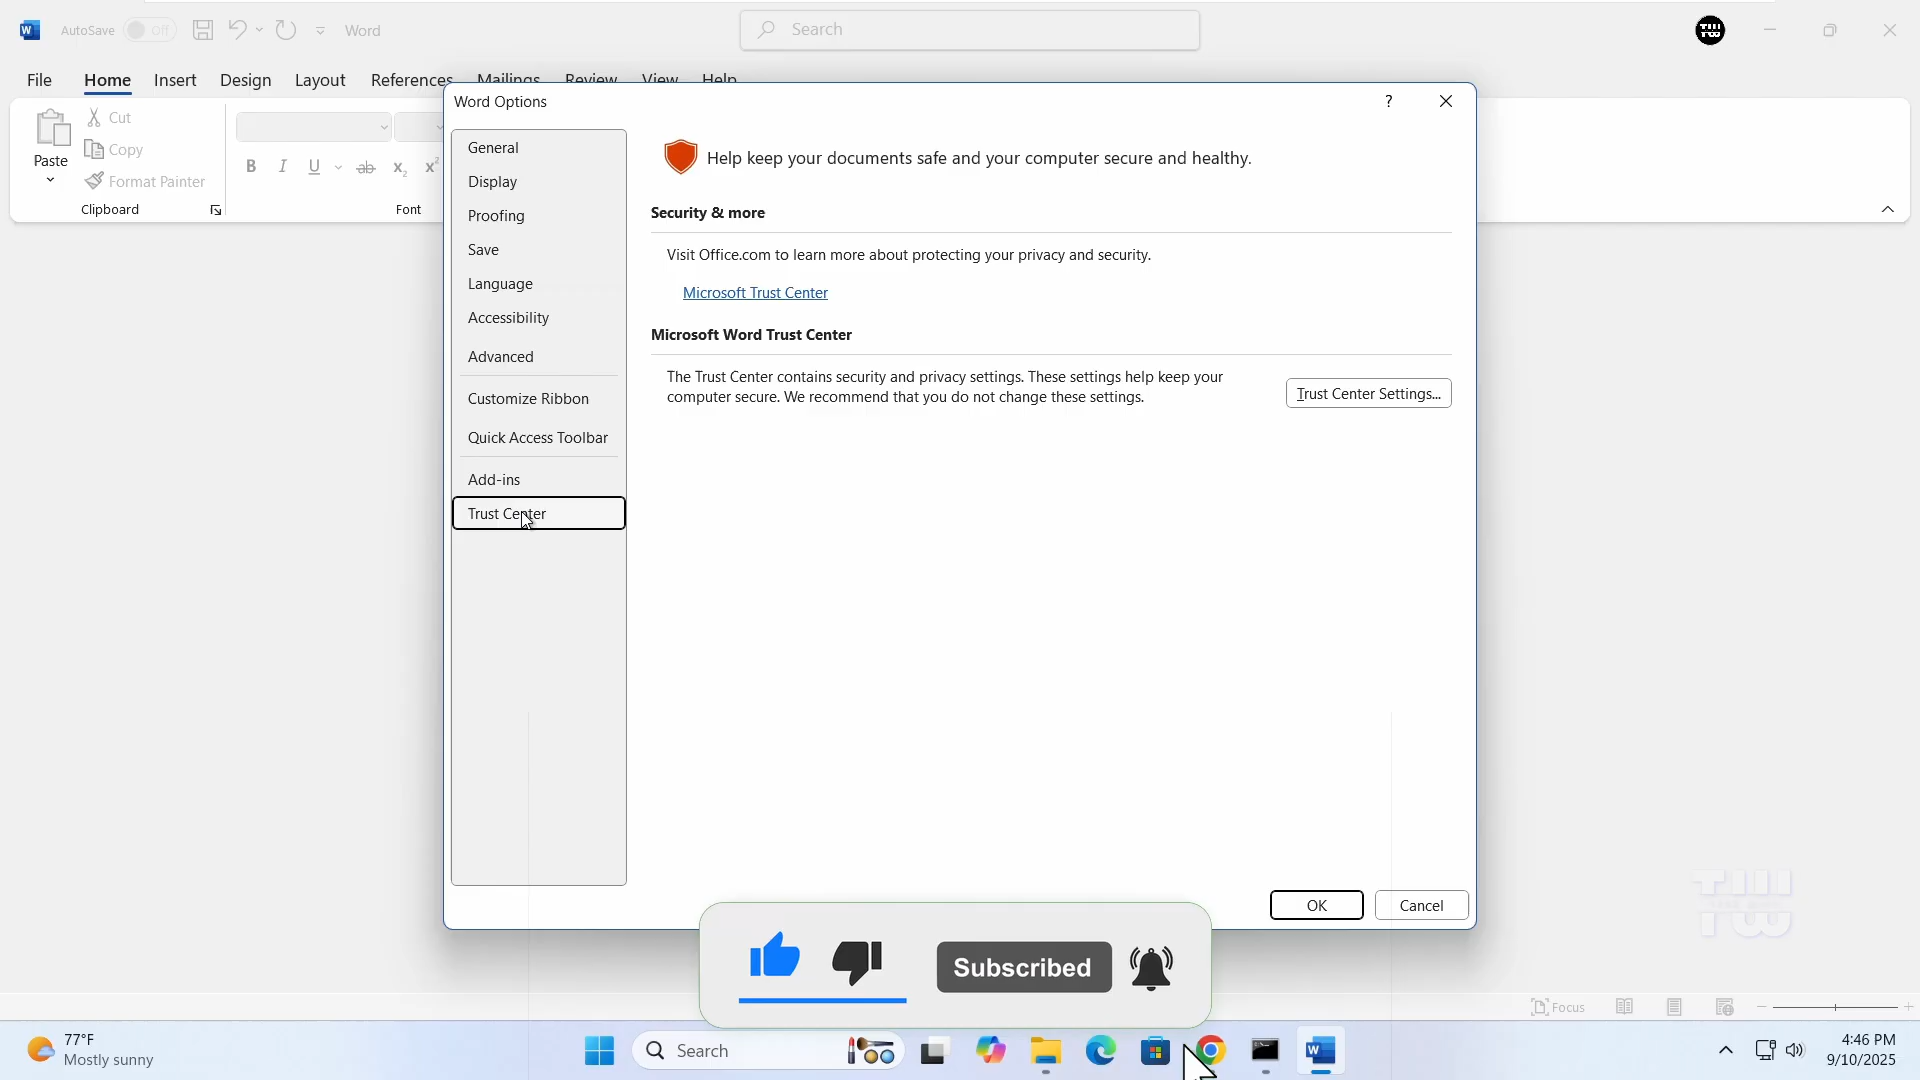 AutoSave Off
Word
Search
File Home Insert Design Layout References Mailings Review View Help
Paste
Cut
Copy
Format Painter
Clipboard
Font
Word Options
General
Display
Proofing
Save
Language
Accessibility
Advanced
Customize Ribbon
Quick Access Toolbar
Add-ins
Trust Center
Help keep your documents safe and your computer secure and healthy.
Security & more
Visit Office.com to learn more about protecting your privacy and security.
Microsoft Trust Center
Microsoft Word Trust Center
The Trust Center contains security and privacy settings. These settings help keep your
computer secure. We recommend that you do not change these settings.
Trust Center Settings...
OK
Cancel
Subscribed
Focus
77°F
Mostly sunny
Search
4:46 PM
9/10/2025